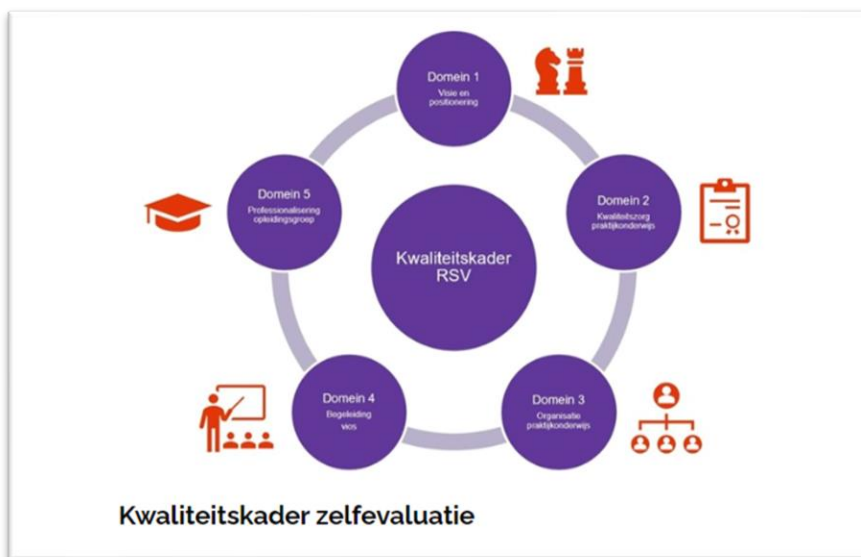 Domein 1
Visie en
positionering
Domein 2
Kwaliteitszorg
praktijkonderwijs
Domein 3
Organisatie
praktijkonderwijs
Domein 4
Begeleiding
vios
Domein 5
Professionalisering
opleidingsgroep
Kwaliteitskader
RSV
Kwaliteitskader zelfevaluatie